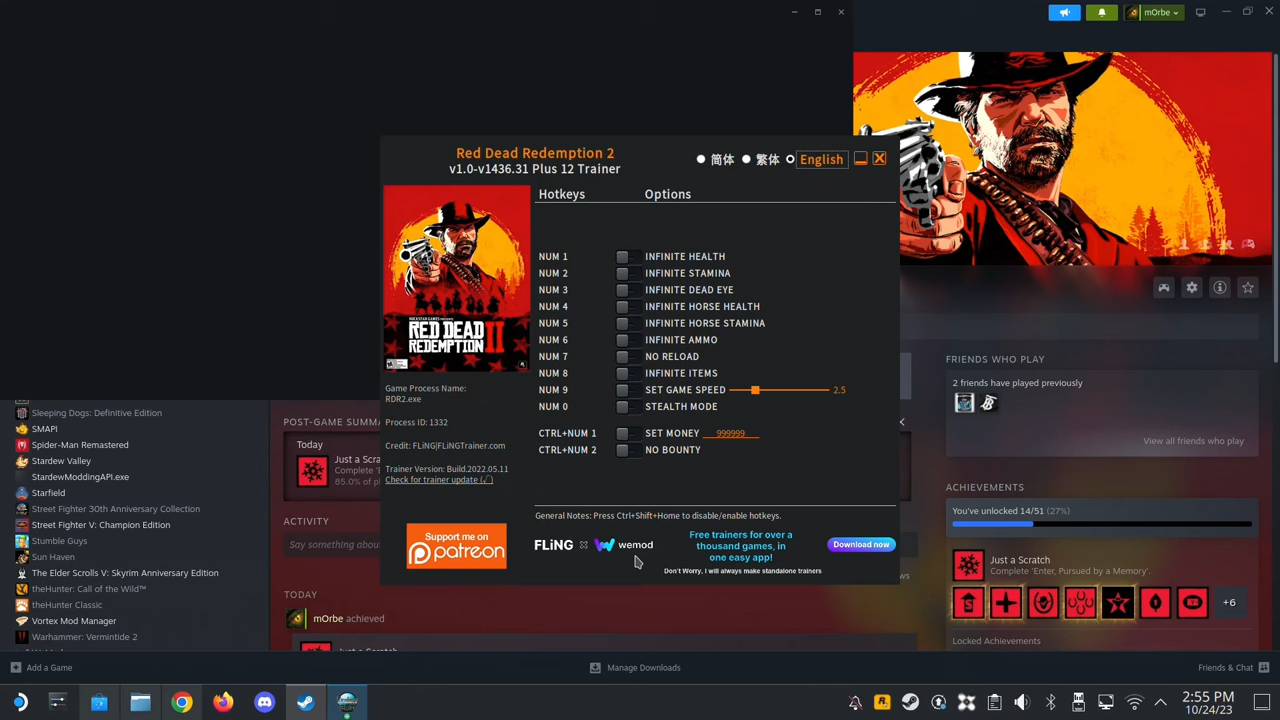 mOrbe
Red Dead Redemption 2
v1.0-v1436.31 Plus 12 Trainer
简体
繁体
English
Hotkeys
Options
NUM 1 INFINITE HEALTH
NUM 2 INFINITE STAMINA
NUM 3 INFINITE DEAD EYE
NUM 4 INFINITE HORSE HEALTH
NUM 5 INFINITE HORSE STAMINA
NUM 6 INFINITE AMMO
NUM 7 NO RELOAD
NUM 8 INFINITE ITEMS
NUM 9 SET GAME SPEED 2.5
NUM 0 STEALTH MODE
CTRL+NUM 1 SET MONEY 999999
CTRL+NUM 2 NO BOUNTY
ROCKSTAR GAMES PRESENTS
RED DEAD
REDEMPTION II
Game Process Name:
RDR2.exe
Process ID: 1332
Credit: FLiNG|FLiNGTrainer.com
Trainer Version: Build.2022.05.11
Check for trainer update (√)
General Notes: Press Ctrl+Shift+Home to disable/enable hotkeys.
Support me on
patreon
FLiNG
wemod
Free trainers for over a
thousand games, in
one easy app!
Don't Worry, I will always make standalone trainers
Download now
Sleeping Dogs: Definitive Edition
SMAPI
Spider-Man Remastered
Stardew Valley
StardewModdingAPI.exe
Starfield
Street Fighter 30th Anniversary Collection
Street Fighter V: Champion Edition
Stumble Guys
Sun Haven
The Elder Scrolls V: Skyrim Anniversary Edition
theHunter: Call of the Wild™
theHunter Classic
Vortex Mod Manager
Warhammer: Vermintide 2
POST-GAME SUMMA
Today
Just a Scra
Complete 'Ente
85.0% of p
ACTIVITY
Say something abou
ws
TODAY
mOrbe achieved
Just a Scra
FRIENDS WHO PLAY
2 friends have played previously
View all friends who play
ACHIEVEMENTS
You've unlocked 14/51 (27%)
Just a Scratch
Complete 'Enter, Pursued by a Memory'.
+6
Locked Achievements
Add a Game
Manage Downloads
Friends & Chat
2:55 PM
10/24/23